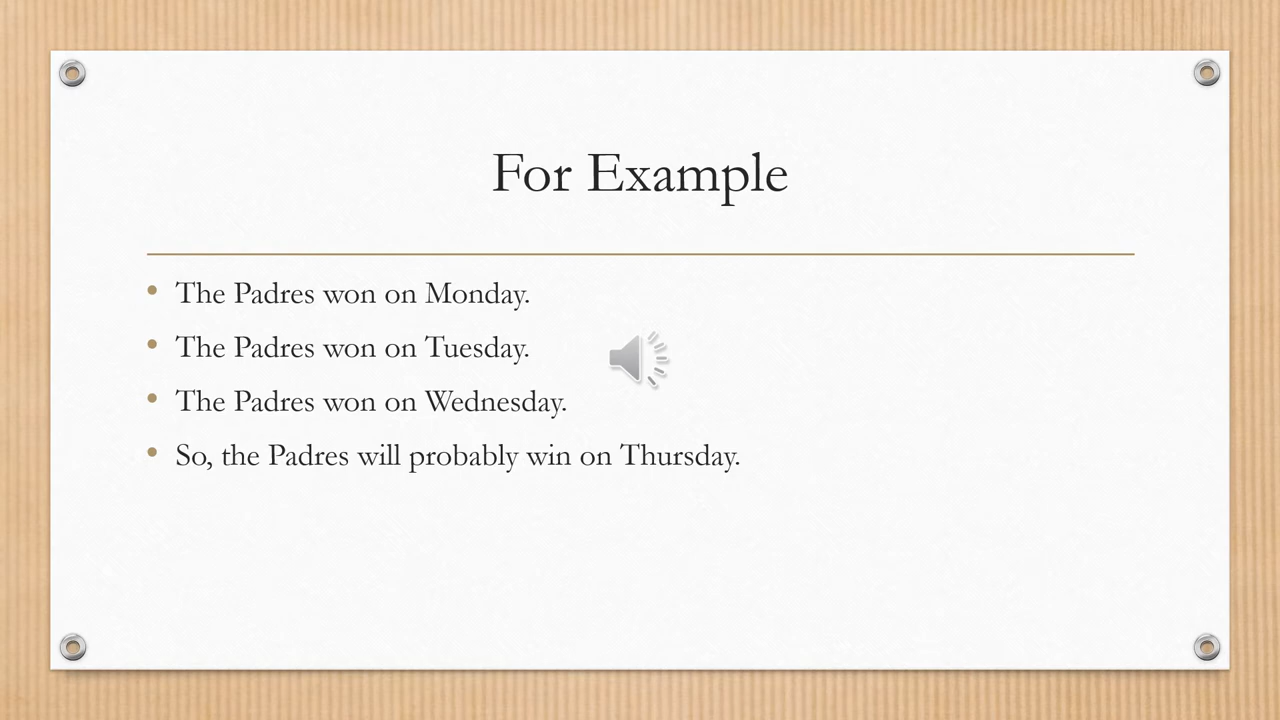 For Example
• The Padres won on Monday.
• The Padres won on Tuesday.
• The Padres won on Wednesday.
• So, the Padres will probably win on Thursday.